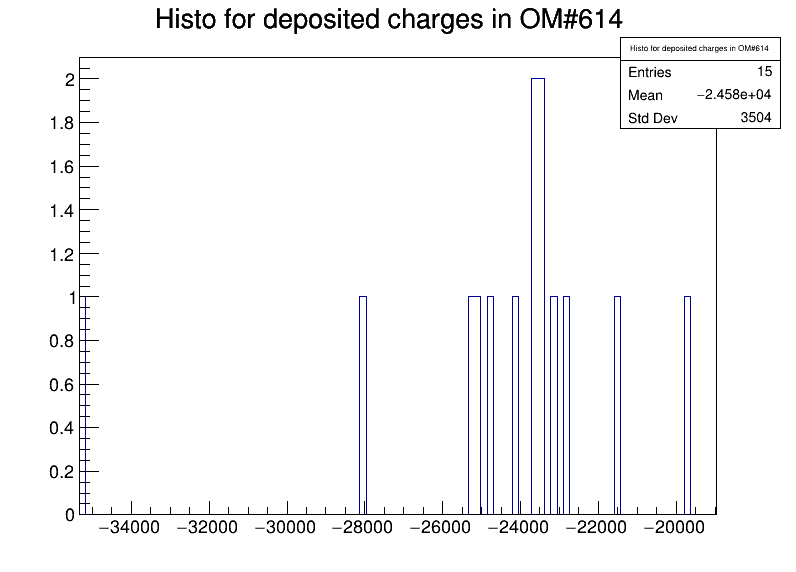 Histo for deposited charges in OM#614
Histo for deposited charges in OM#614
Entries 15
Mean −2.458e+04
Std Dev 3504
2
1.8
1.6
1.4
1.2
1
0.8
0.6
0.4
0.2
0
−34000 −32000 −30000 −28000 −26000 −24000 −22000 −20000